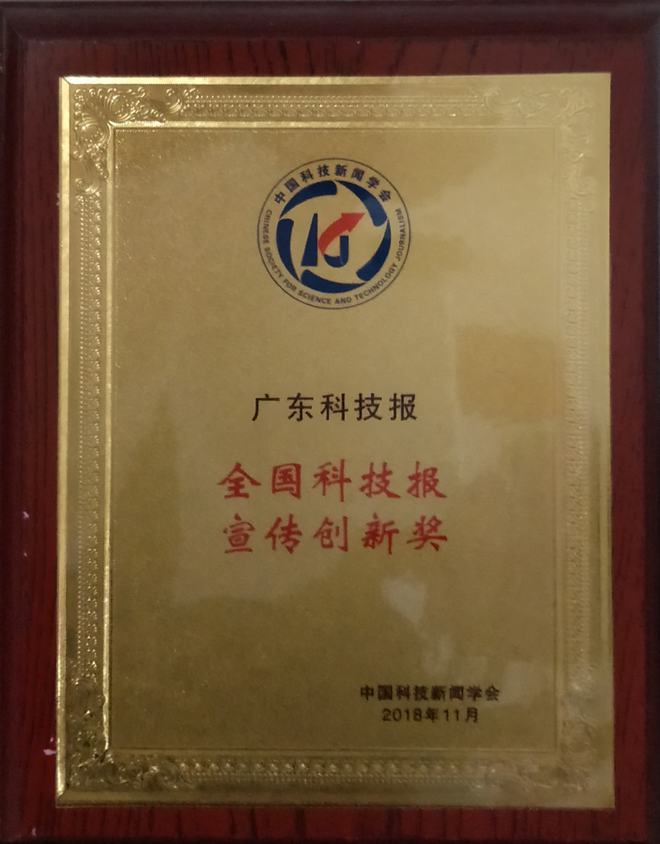 中国科技新闻学会
CHINESE SOCIETY FOR SCIENCE AND TECHNOLOGY JOURNALISM
广东科技报
全国科技报
宣传创新奖
中国科技新闻学会
2018年11月